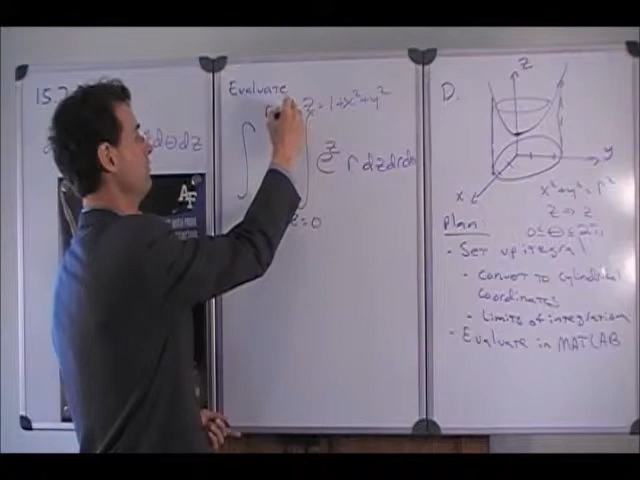 15.7
dθdz
AF
Evaluate
z=1+x²+y²
∫ ∫ e^z r dz dr dθ
z=0
D.
z
y
x
x²+y²=r²
z⇒z
0≤θ≤2π
Plan
- Set up integral
- Convert to cylindrical
coordinates
- Limits of integration
- Evaluate in MATLAB